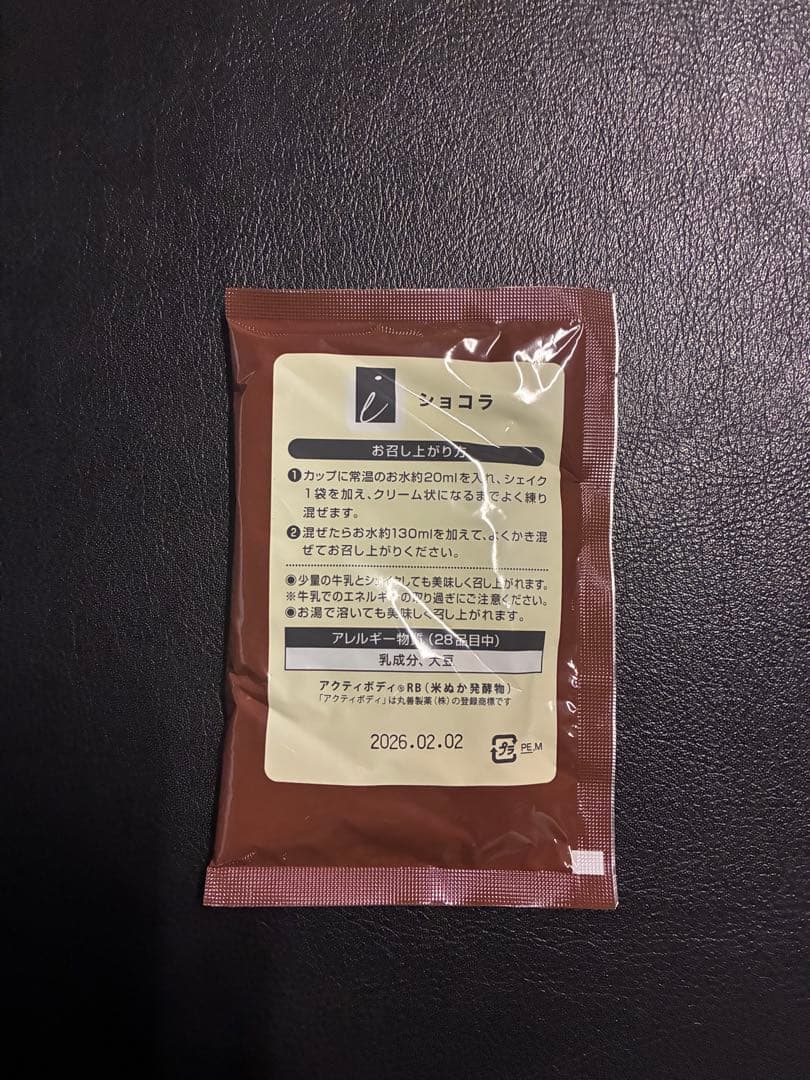 i
ショコラ
お召し上がり方
❶カップに常温のお水約20mlを入れ、シェイク
1袋を加え、クリーム状になるまでよく練り
混ぜます。
❷混ぜたらお水約130mlを加えて、よくかき混
ぜてお召し上がりください。
◉少量の牛乳とシェイクしても美味しく召し上がれます。
※牛乳でのエネルギーの取り過ぎにご注意ください。
◉お湯で溶いても美味しく召し上がれます。
アレルギー物質(28品目中)
乳成分、大豆
アクティボディ®RB(米ぬか発酵物)
「アクティボディ」は丸善製薬(株)の登録商標です
2026.02.02
プラ PE,M